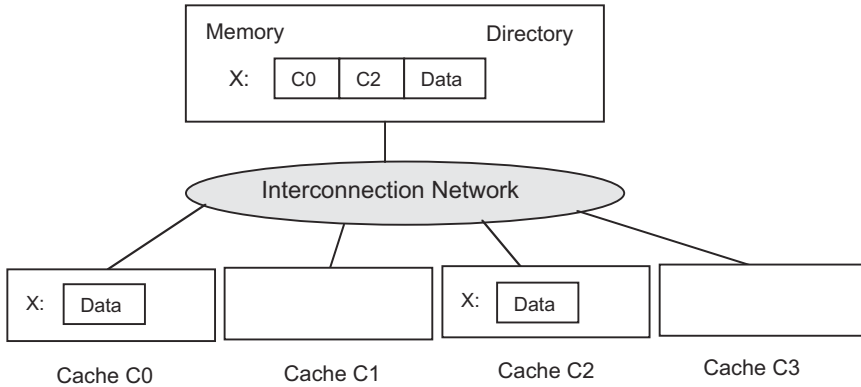 Memory Directory
X: C0 C2 Data
Interconnection Network
X: Data
X: Data
Cache C0 Cache C1 Cache C2 Cache C3